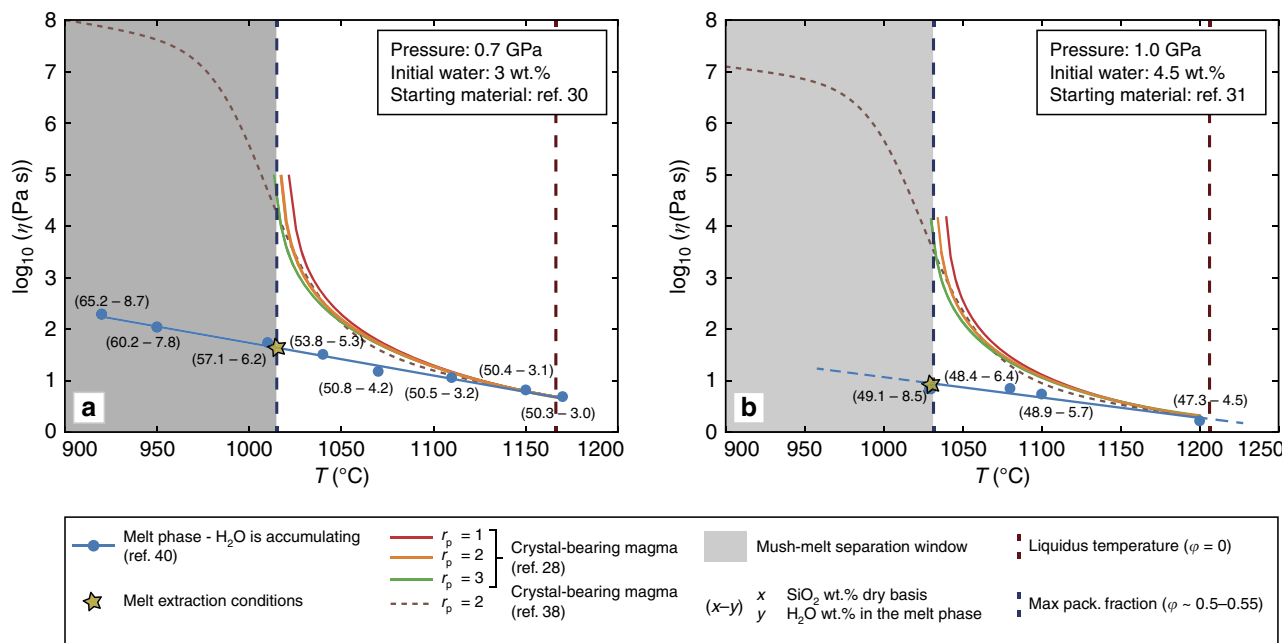 8
7
6
5
4
3
2
1
0
log₁₀ (η(Pa s))
Pressure: 0.7 GPa
Initial water: 3 wt.%
Starting material: ref. 30
(65.2 – 8.7)
(60.2 – 7.8)
(57.1 – 6.2)
(53.8 – 5.3)
(50.8 – 4.2)
(50.5 – 3.2)
(50.4 – 3.1)
(50.3 – 3.0)
a
900 950 1000 1050 1100 1150 1200
T (°C)
8
7
6
5
4
3
2
1
0
log₁₀ (η(Pa s))
Pressure: 1.0 GPa
Initial water: 4.5 wt.%
Starting material: ref. 31
(49.1 – 8.5)
(48.4 – 6.4)
(48.9 – 5.7)
(47.3 – 4.5)
b
900 950 1000 1050 1100 1150 1200 1250
T (°C)
Melt phase - H₂O is accumulating
(ref. 40)
Melt extraction conditions
rₚ = 1
rₚ = 2
rₚ = 3
Crystal-bearing magma
(ref. 28)
rₚ = 2
Crystal-bearing magma
(ref. 38)
Mush-melt separation window
(x–y)
x SiO₂ wt.% dry basis
y H₂O wt.% in the melt phase
Liquidus temperature (φ = 0)
Max pack. fraction (φ ~ 0.5–0.55)